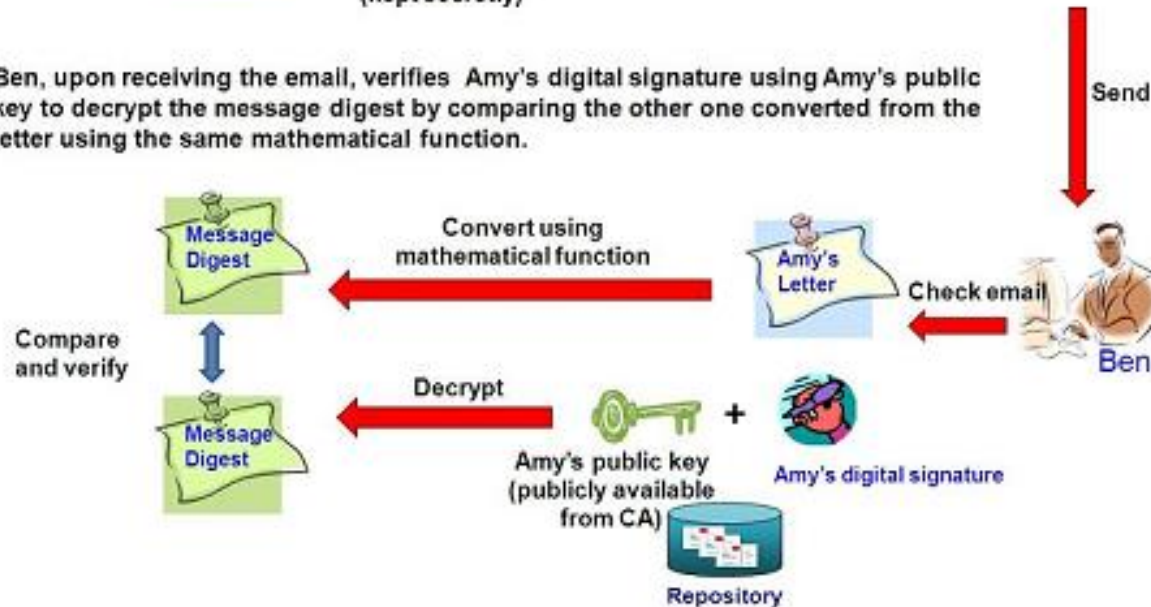 Ben, upon receiving the email, verifies Amy's digital signature using Amy's public
key to decrypt the message digest by comparing the other one converted from the
letter using the same mathematical function.
Send
Message
Digest
Convert using
mathematical function
Amy's
Letter
Check email
Ben
Compare
and verify
Message
Digest
Decrypt
+
Amy's public key
(publicly available
from CA)
Amy's digital signature
Repository